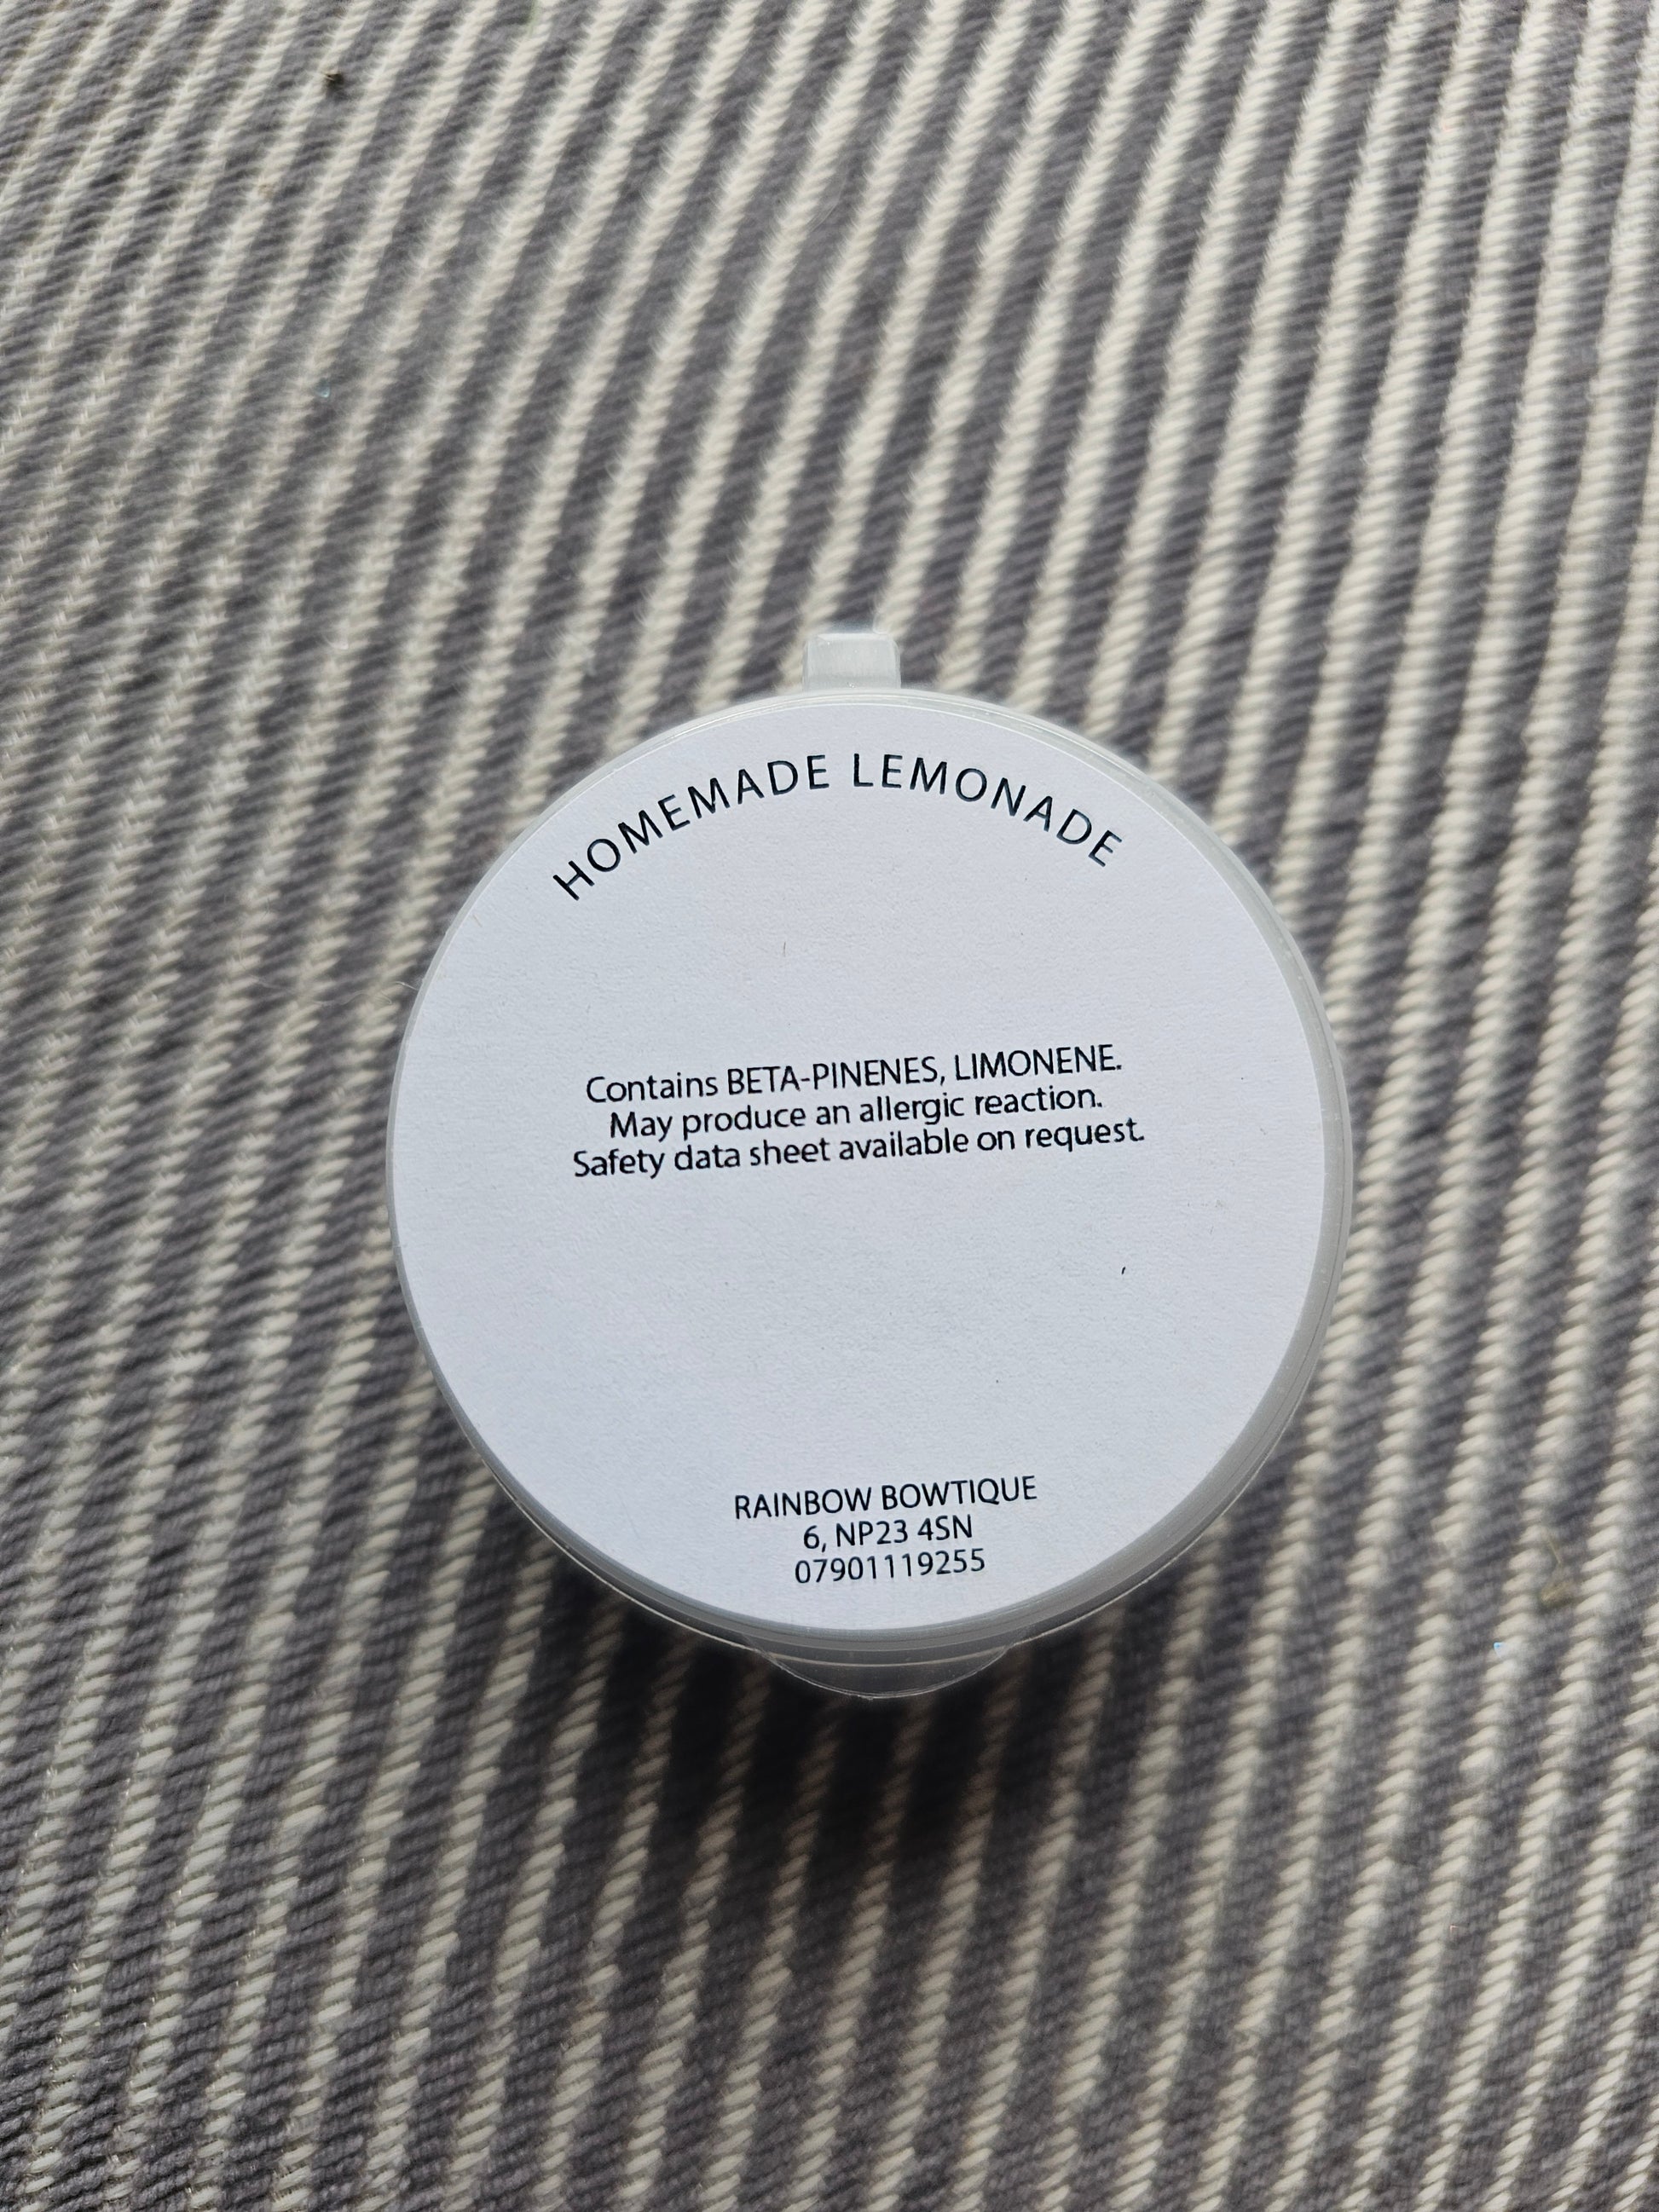 HOMEMADE LEMONADE
Contains BETA-PINENES, LIMONENE.
May produce an allergic reaction.
Safety data sheet available on request.
RAINBOW BOWTIQUE
6, NP23 4SN
07901119255